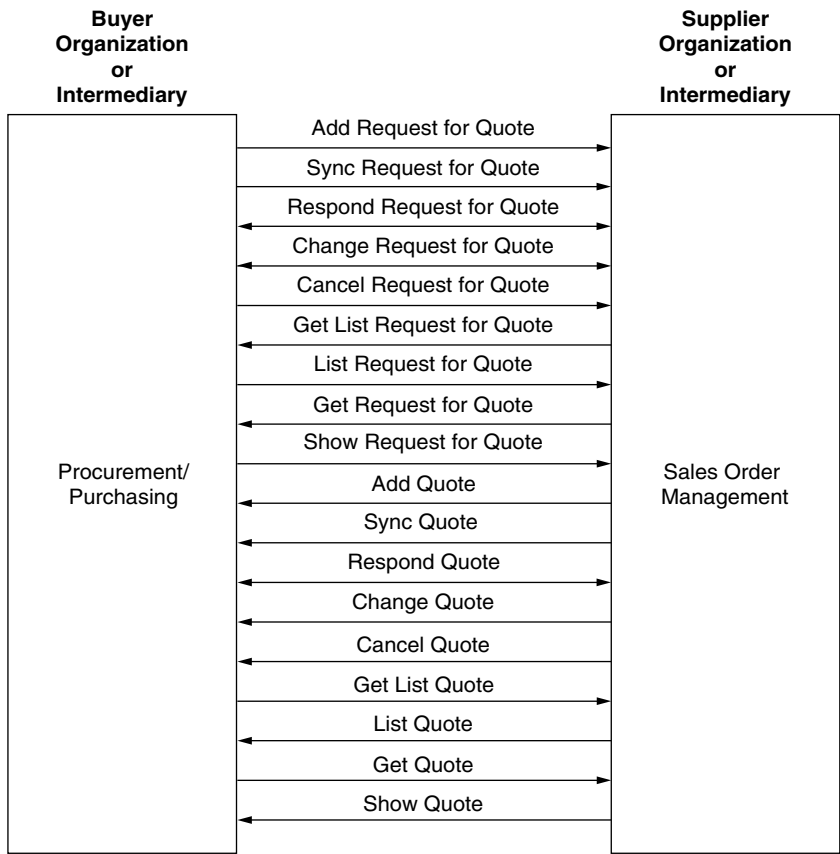 Buyer
Organization
or
Intermediary
Supplier
Organization
or
Intermediary
Add Request for Quote
Sync Request for Quote
Respond Request for Quote
Change Request for Quote
Cancel Request for Quote
Get List Request for Quote
List Request for Quote
Get Request for Quote
Show Request for Quote
Procurement/
Purchasing
Sales Order
Management
Add Quote
Sync Quote
Respond Quote
Change Quote
Cancel Quote
Get List Quote
List Quote
Get Quote
Show Quote